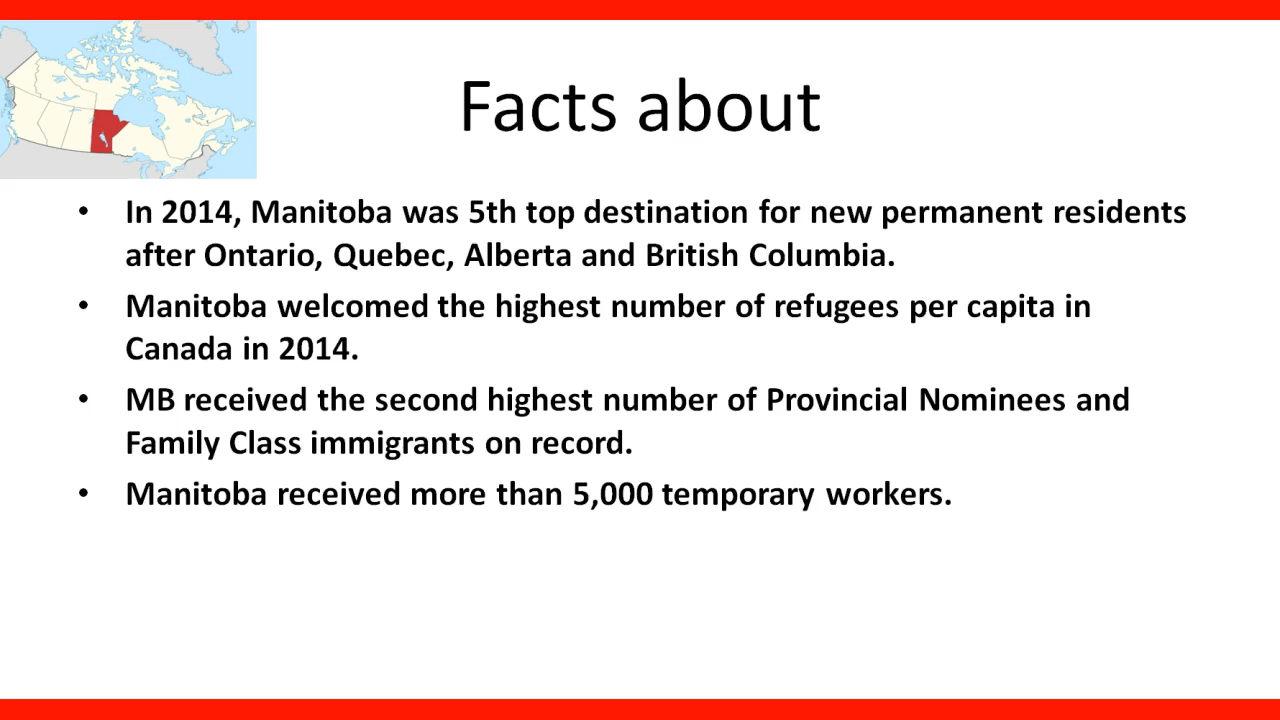 Facts about
• In 2014, Manitoba was 5th top destination for new permanent residents
after Ontario, Quebec, Alberta and British Columbia.
• Manitoba welcomed the highest number of refugees per capita in
Canada in 2014.
• MB received the second highest number of Provincial Nominees and
Family Class immigrants on record.
• Manitoba received more than 5,000 temporary workers.